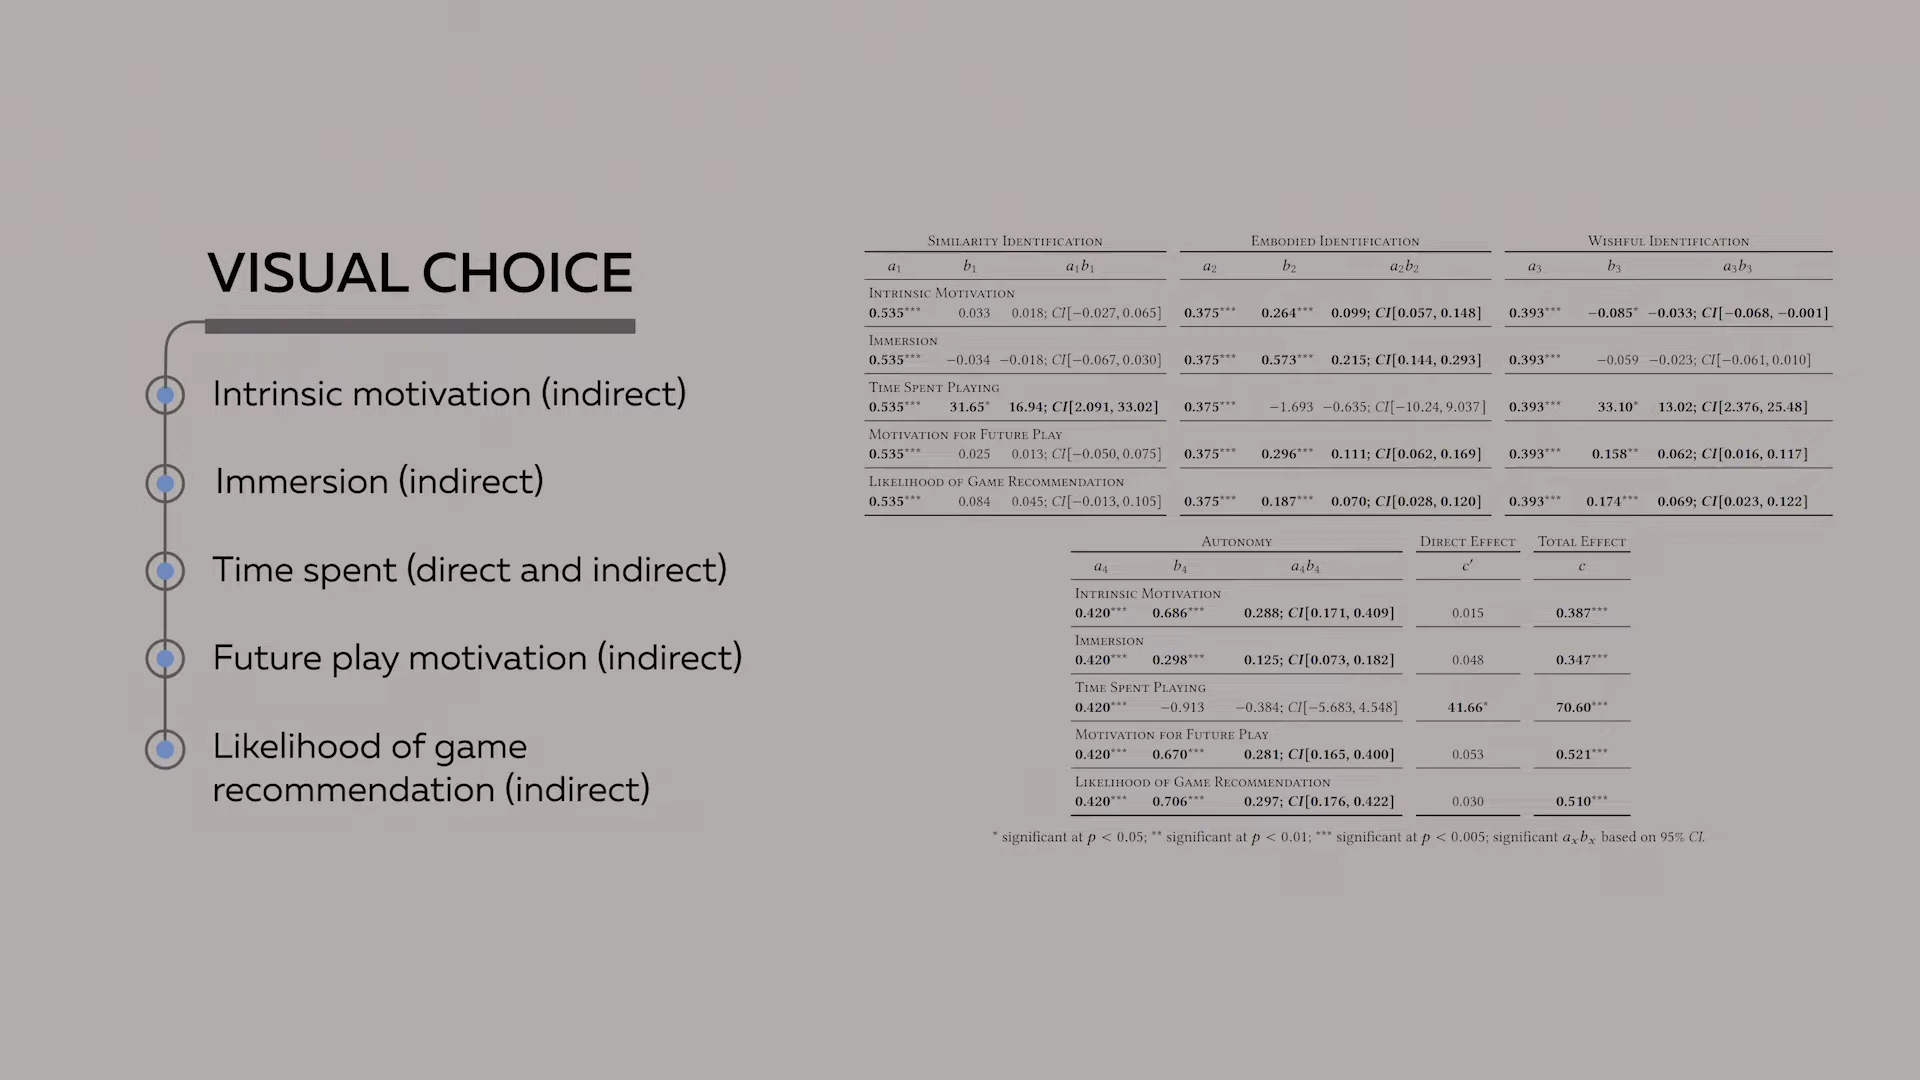 VISUAL CHOICE
Intrinsic motivation (indirect)
Immersion (indirect)
Time spent (direct and indirect)
Future play motivation (indirect)
Likelihood of game
recommendation (indirect)
Similarity Identification Embodied Identification Wishful Identification
a₁ b₁ a₁b₁ a₂ b₂ a₂b₂ a₃ b₃ a₃b₃
Intrinsic Motivation
0.535*** 0.033 0.018; CI[−0.027, 0.065] 0.375*** 0.264*** 0.099; CI[0.057, 0.148] 0.393*** −0.085* −0.033; CI[−0.068, −0.001]
Immersion
0.535*** −0.034 −0.018; CI[−0.067, 0.030] 0.375*** 0.573*** 0.215; CI[0.144, 0.293] 0.393*** −0.059 −0.023; CI[−0.061, 0.010]
Time Spent Playing
0.535*** 31.65* 16.94; CI[2.091, 33.02] 0.375*** −1.693 −0.635; CI[−10.24, 9.037] 0.393*** 33.10* 13.02; CI[2.376, 25.48]
Motivation for Future Play
0.535*** 0.025 0.013; CI[−0.050, 0.075] 0.375*** 0.296*** 0.111; CI[0.062, 0.169] 0.393*** 0.158** 0.062; CI[0.016, 0.117]
Likelihood of Game Recommendation
0.535*** 0.084 0.045; CI[−0.013, 0.105] 0.375*** 0.187*** 0.070; CI[0.028, 0.120] 0.393*** 0.174*** 0.069; CI[0.023, 0.122]
Autonomy Direct Effect Total Effect
a₄ b₄ a₄b₄ c′ c
Intrinsic Motivation
0.420*** 0.686*** 0.288; CI[0.171, 0.409] 0.015 0.387***
Immersion
0.420*** 0.298*** 0.125; CI[0.073, 0.182] 0.048 0.347***
Time Spent Playing
0.420*** −0.913 −0.384; CI[−5.683, 4.548] 41.66* 70.60***
Motivation for Future Play
0.420*** 0.670*** 0.281; CI[0.165, 0.400] 0.053 0.521***
Likelihood of Game Recommendation
0.420*** 0.706*** 0.297; CI[0.176, 0.422] 0.030 0.510***
* significant at p < 0.05; ** significant at p < 0.01; *** significant at p < 0.005; significant aₓbₓ based on 95% CI.